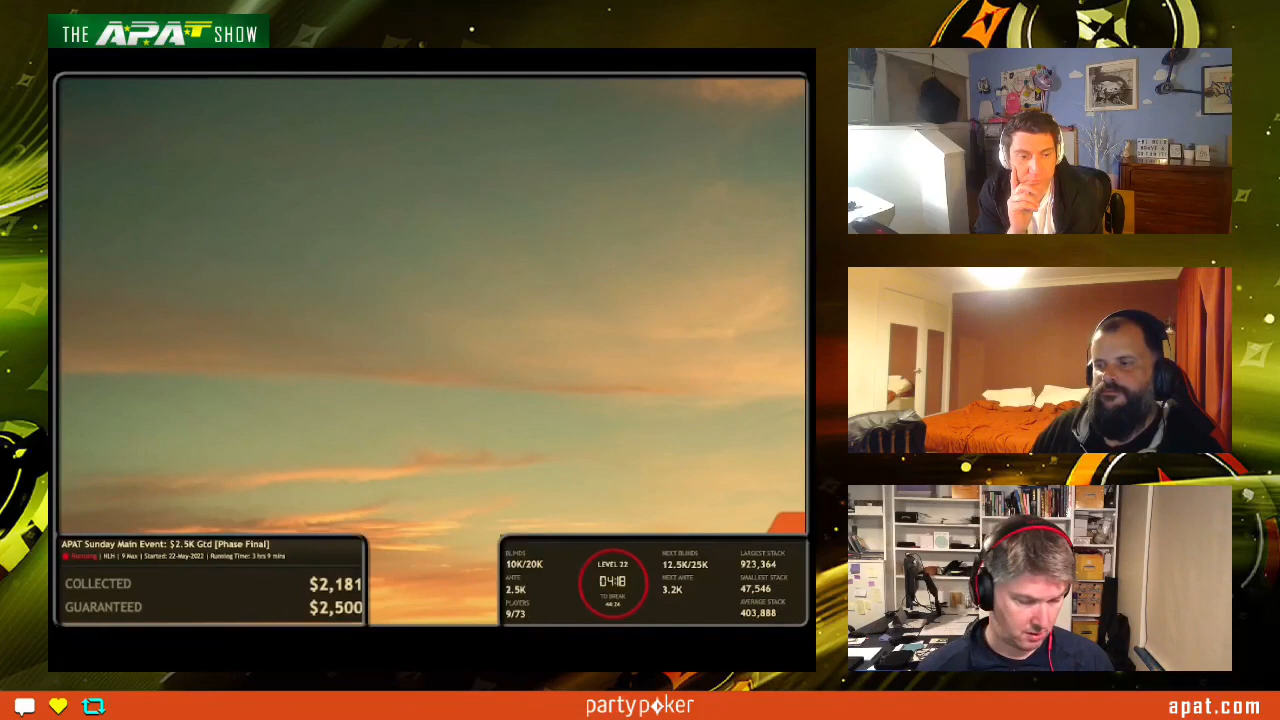 THE APAT SHOW
APAT Sunday Main Event: $2.5K Gtd [Phase Final]
Running | NLH | 9 Max | Started: 22-May-2022 | Running Time: 3 hrs 9 mins
COLLECTED $2,181
GUARANTEED $2,500
BLINDS
10K/20K
ANTE
2.5K
PLAYERS
9/73
LEVEL 22
04:18
TO BREAK
NEXT BLINDS
12.5K/25K
NEXT ANTE
3.2K
LARGEST STACK
923,364
SMALLEST STACK
47,546
AVERAGE STACK
403,888
partypoker
apat.com